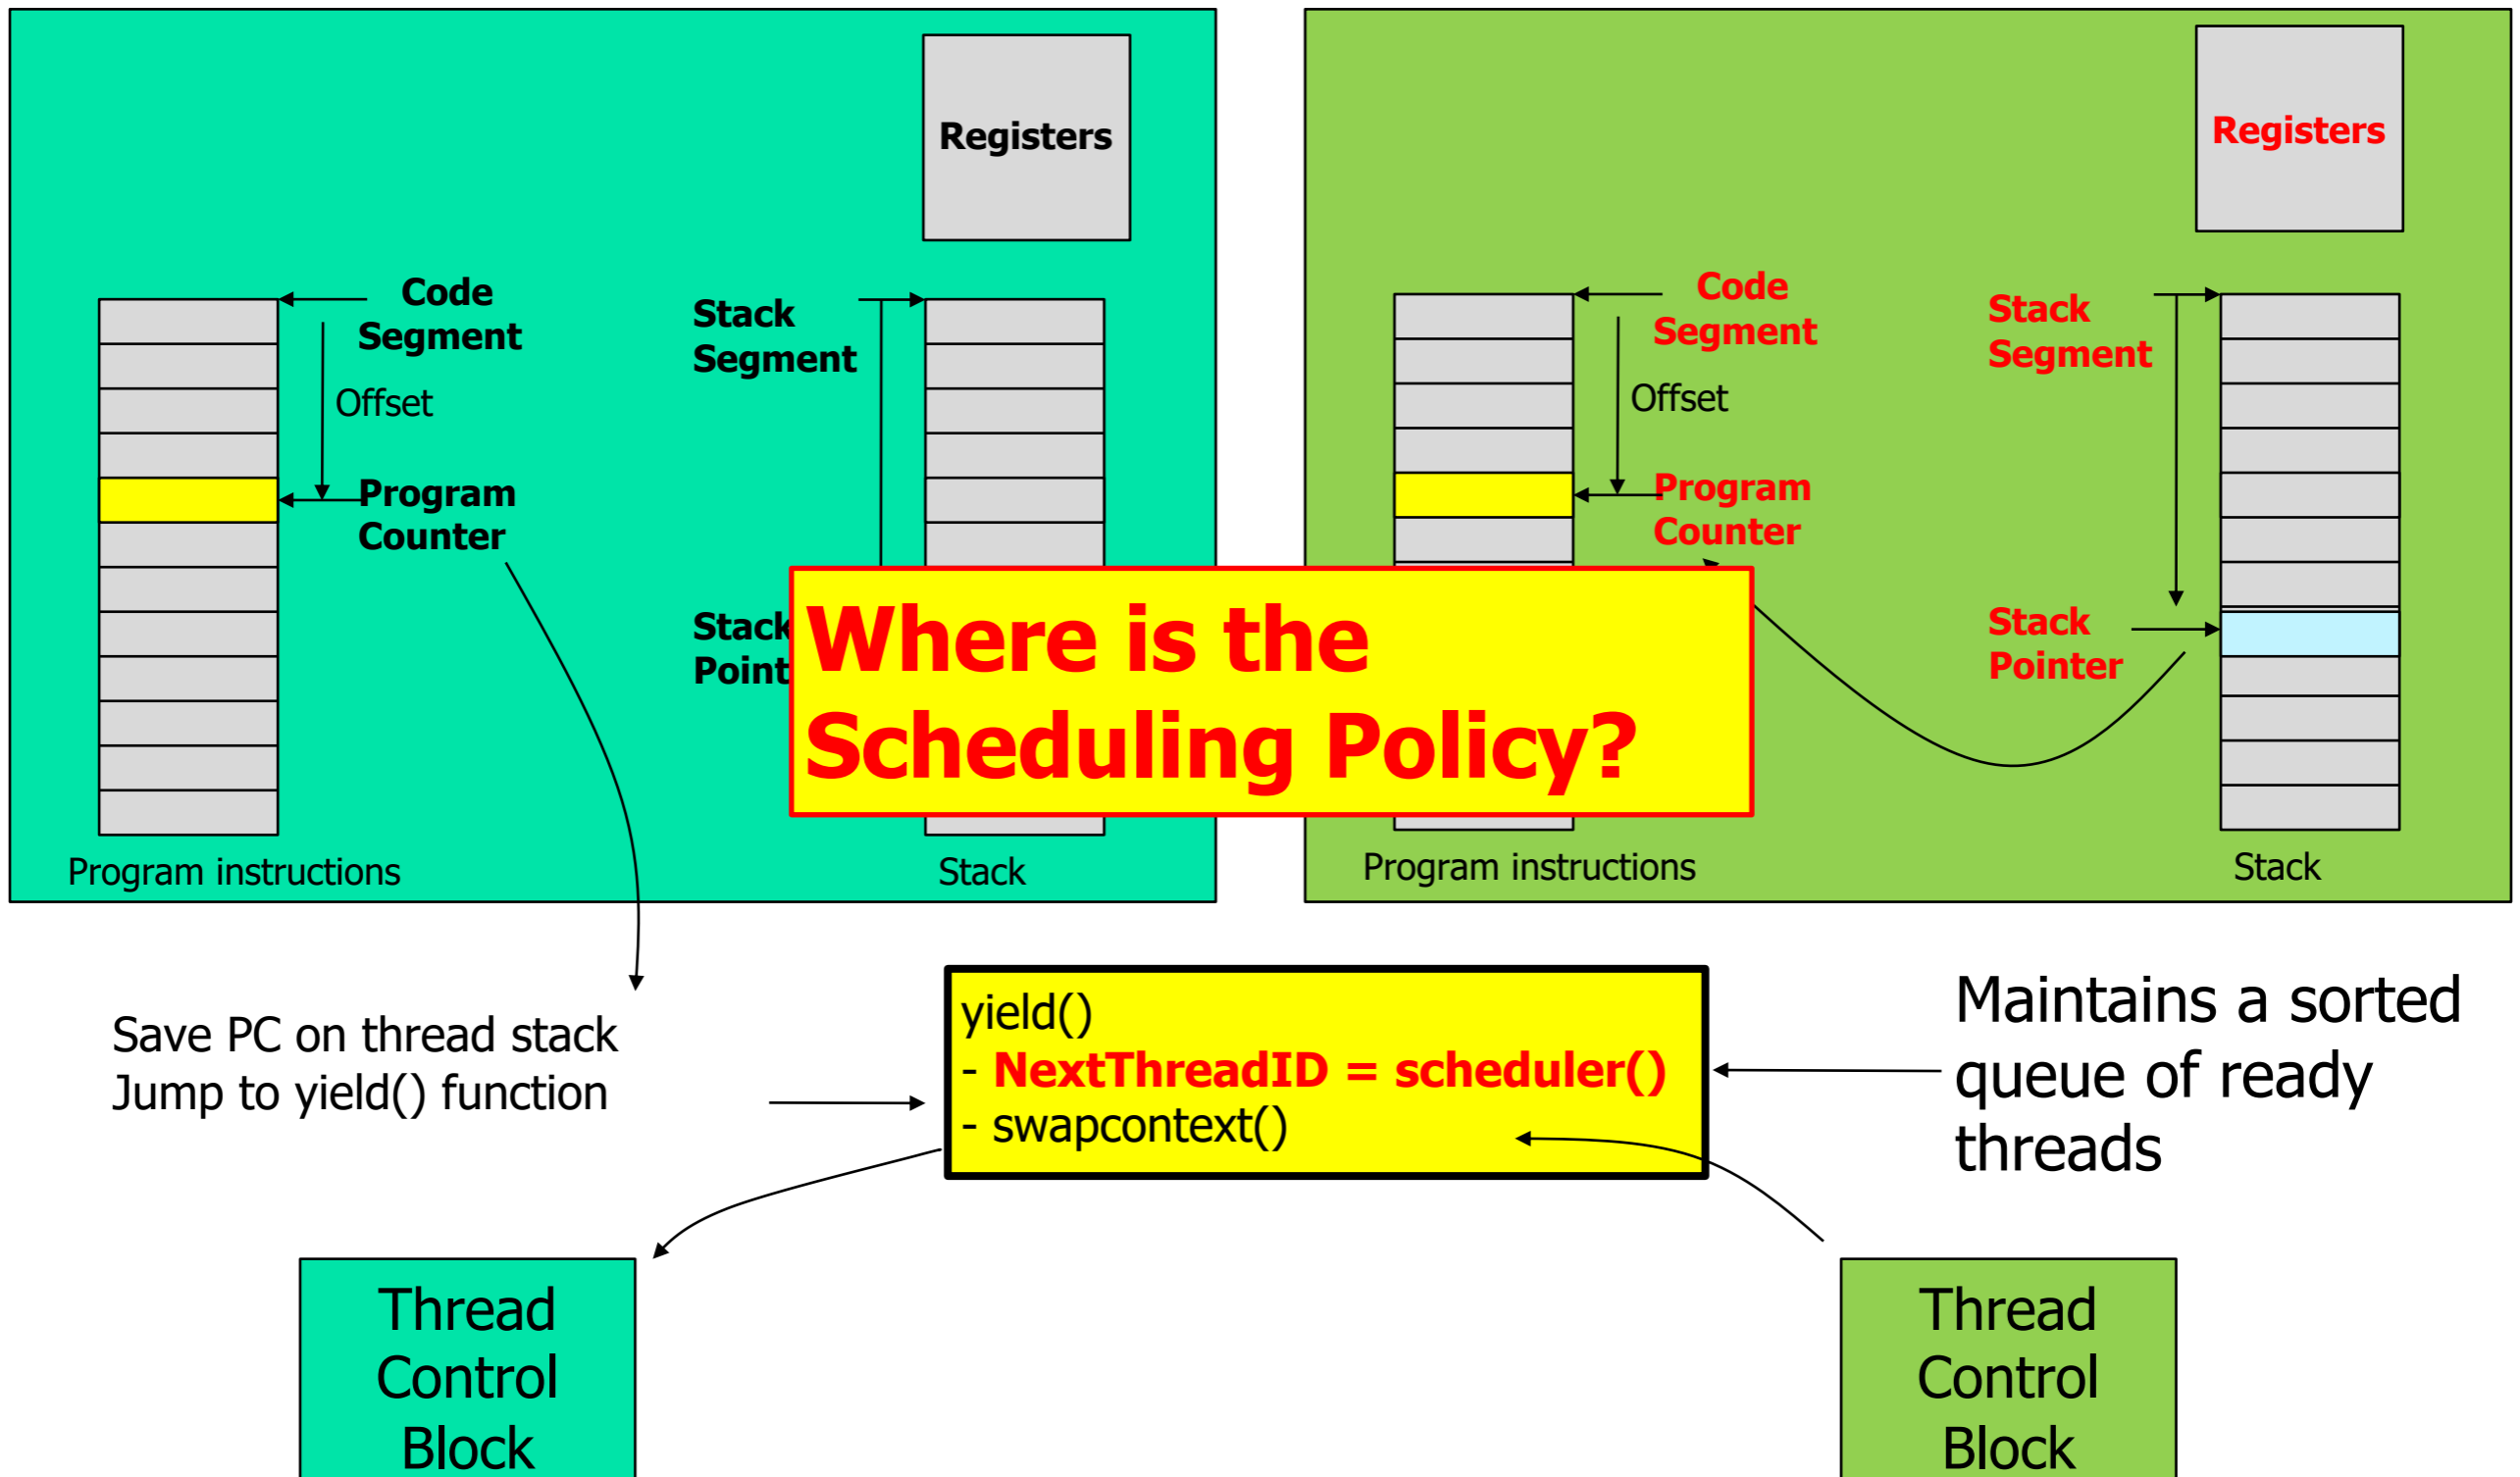 Registers
Code
Segment
Offset
Program
Counter
Stack
Segment
Stack
Program instructions
Stack
Registers
Code
Segment
Offset
Program
Counter
Stack
Segment
Stack
Pointer
Program instructions
Stack
Where is the
Scheduling Policy?
Save PC on thread stack
Jump to yield() function
yield()
- NextThreadID = scheduler()
- swapcontext()
Maintains a sorted
queue of ready
threads
Thread
Control
Block
Thread
Control
Block